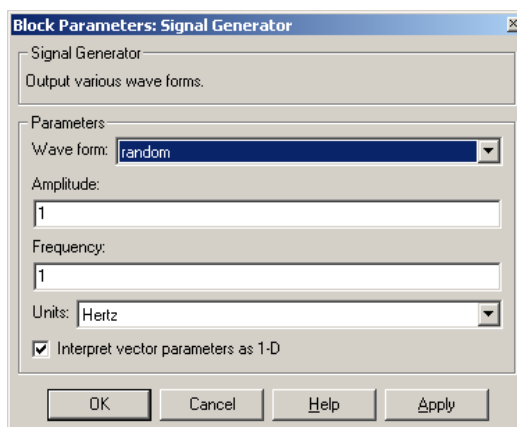 Block Parameters: Signal Generator
Signal Generator
Output various wave forms.
Parameters
Wave form: random
Amplitude:
1
Frequency:
1
Units: Hertz
Interpret vector parameters as 1-D
OK Cancel Help Apply